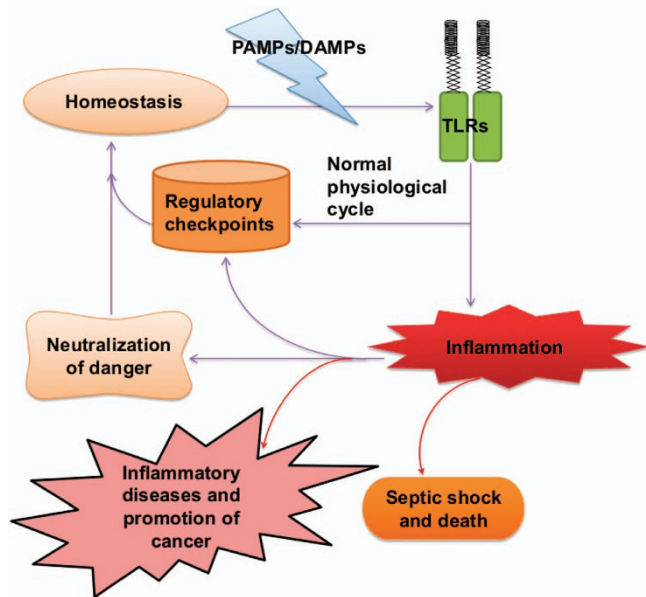 PAMPs/DAMPs
Homeostasis
TLRs
Normal
physiological
cycle
Regulatory
checkpoints
Neutralization
of danger
Inflammation
Inflammatory
diseases and
promotion of
cancer
Septic shock
and death